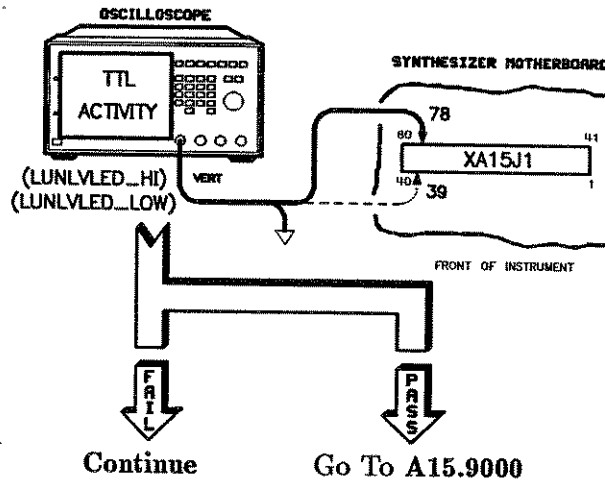 OSCILLOSCOPE
TTL
ACTIVITY
SYNTHESIZER MOTHERBOARD
78
80
41
XA15J1
(LUNLVLED_HI)
VERT
40
39
1
(LUNLVLED_LOW)
FRONT OF INSTRUMENT
FAIL
PASS
Continue
Go To A15.9000